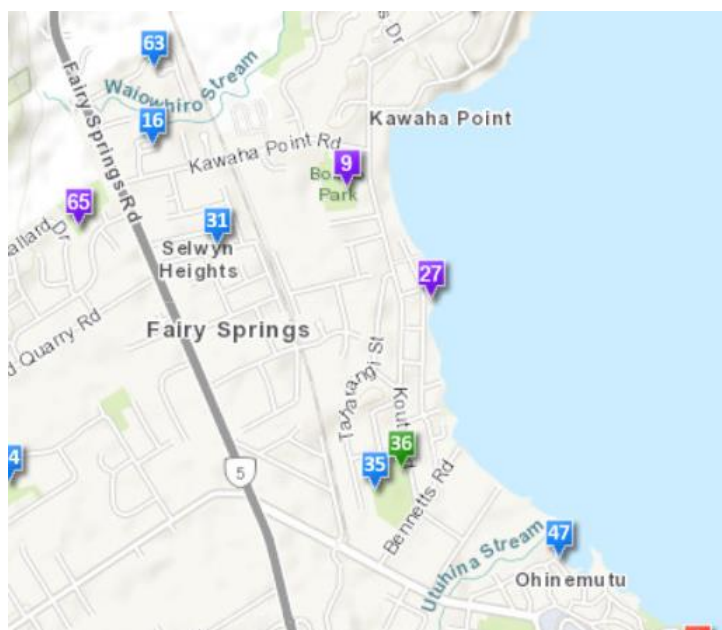 63
Fairy Springs Rd
Waiowhiro Stream
16
Kawaha Point
Kawaha Point Rd
9
Park
65
31
Selwyn
Heights
27
Quarry Rd
Fairy Springs
Taharangi St
36
35
4
5
Bennetts Rd
47
Utuhina Stream
Ohinemutu